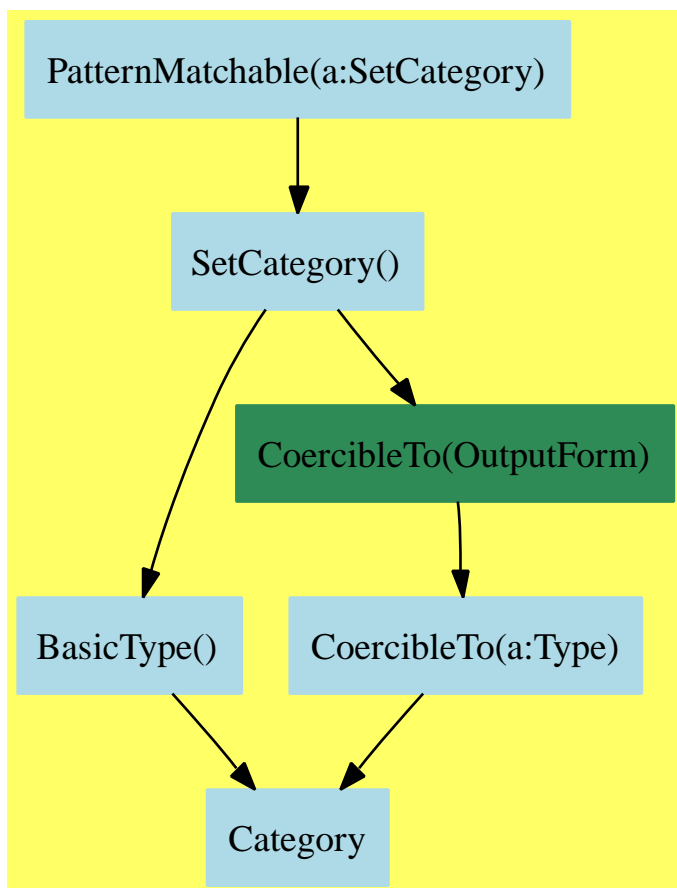 PatternMatchable(a:SetCategory)
SetCategory()
CoercibleTo(OutputForm)
BasicType()
CoercibleTo(a:Type)
Category